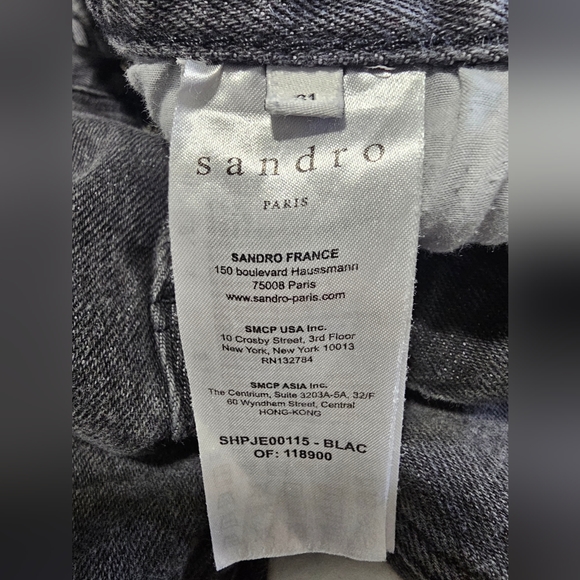 31
sandro
PARIS
SANDRO FRANCE
150 boulevard Haussmann
75008 Paris
www.sandro-paris.com
SMCP USA Inc.
10 Crosby Street, 3rd Floor
New York, New York 10013
RN132784
SMCP ASIA Inc.
The Centrium, Suite 3203A-5A, 32/F
60 Wyndham Street, Central
HONG-KONG
SHPJE00115 - BLAC
OF: 118900